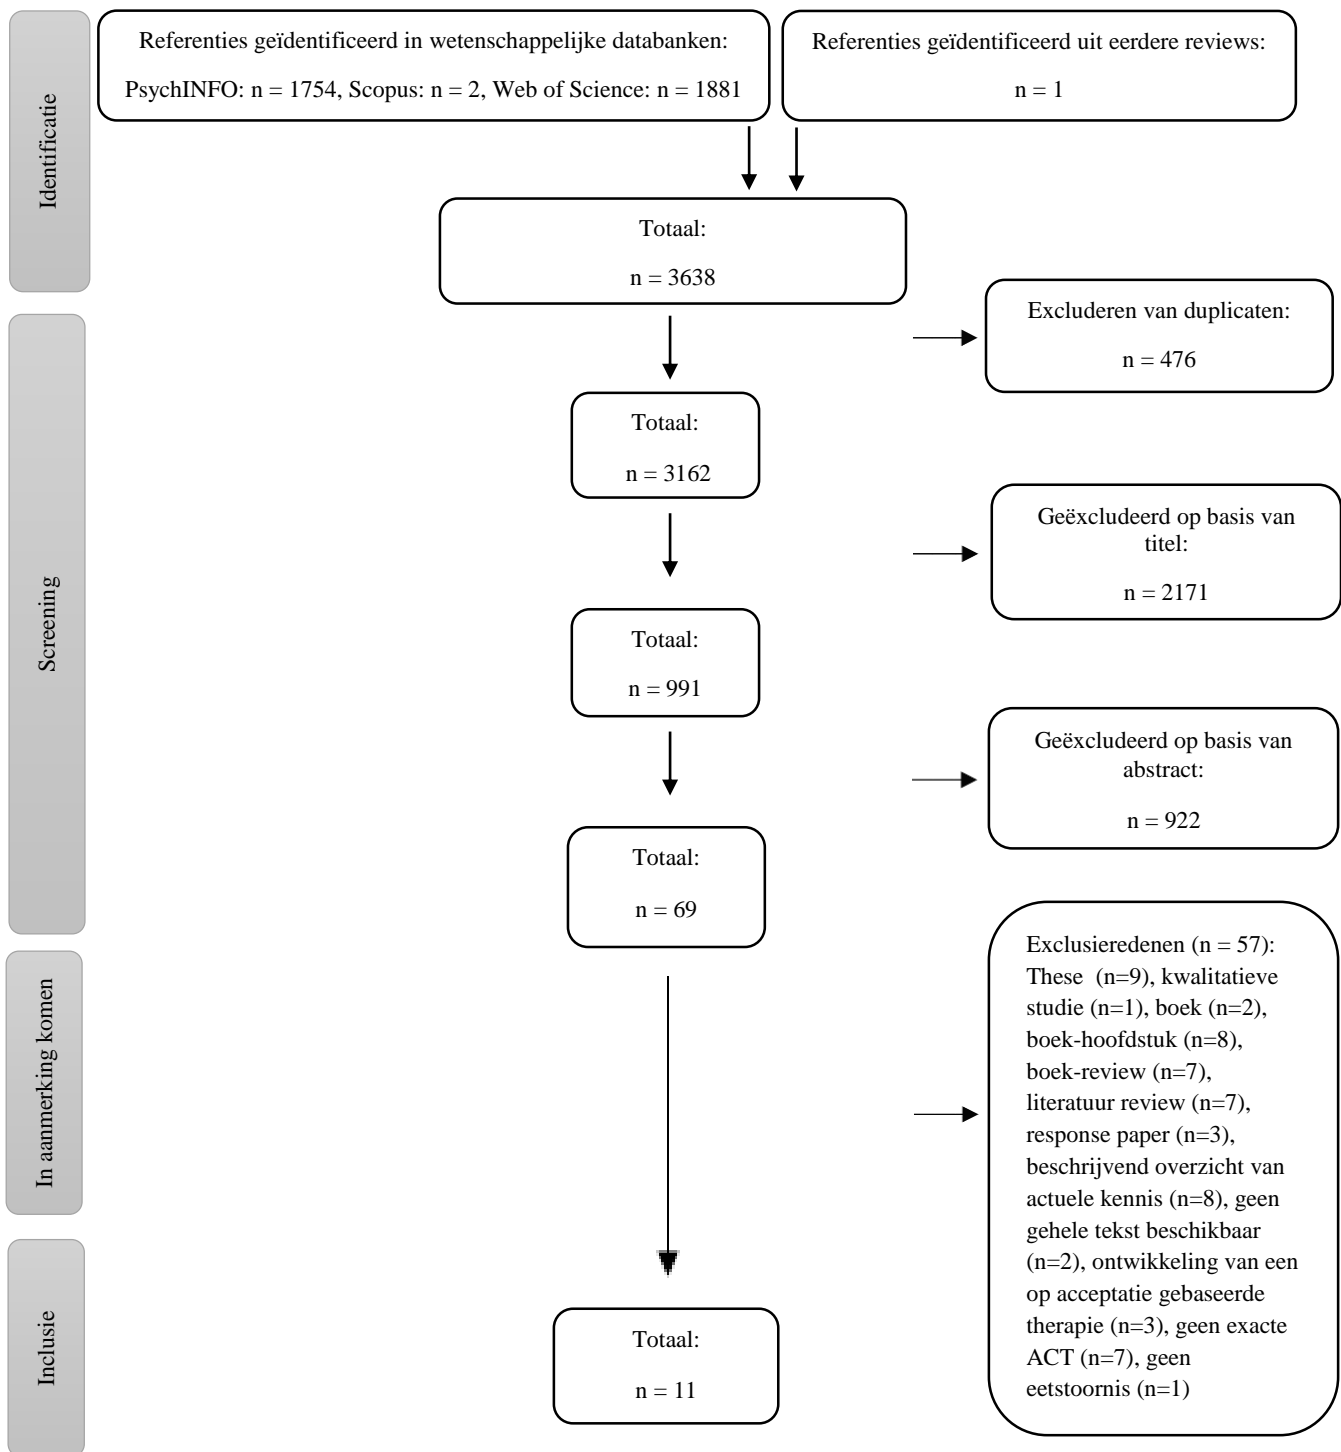 Identificatie
Referenties geïdentificeerd in wetenschappelijke databanken:
PsychINFO: n = 1754, Scopus: n = 2, Web of Science: n = 1881
Referenties geïdentificeerd uit eerdere reviews:
n = 1
Totaal:
n = 3638
Screening
Excluderen van duplicaten:
n = 476
Totaal:
n = 3162
Geëxcludeerd op basis van
titel:
n = 2171
Totaal:
n = 991
Geëxcludeerd op basis van
abstract:
n = 922
Totaal:
n = 69
In aanmerking komen
Exclusieredenen (n = 57):
These (n=9), kwalitatieve
studie (n=1), boek (n=2),
boek-hoofdstuk (n=8),
boek-review (n=7),
literatuur review (n=7),
response paper (n=3),
beschrijvend overzicht van
actuele kennis (n=8), geen
gehele tekst beschikbaar
(n=2), ontwikkeling van een
op acceptatie gebaseerde
therapie (n=3), geen exacte
ACT (n=7), geen
eetstoornis (n=1)
Inclusie
Totaal:
n = 11